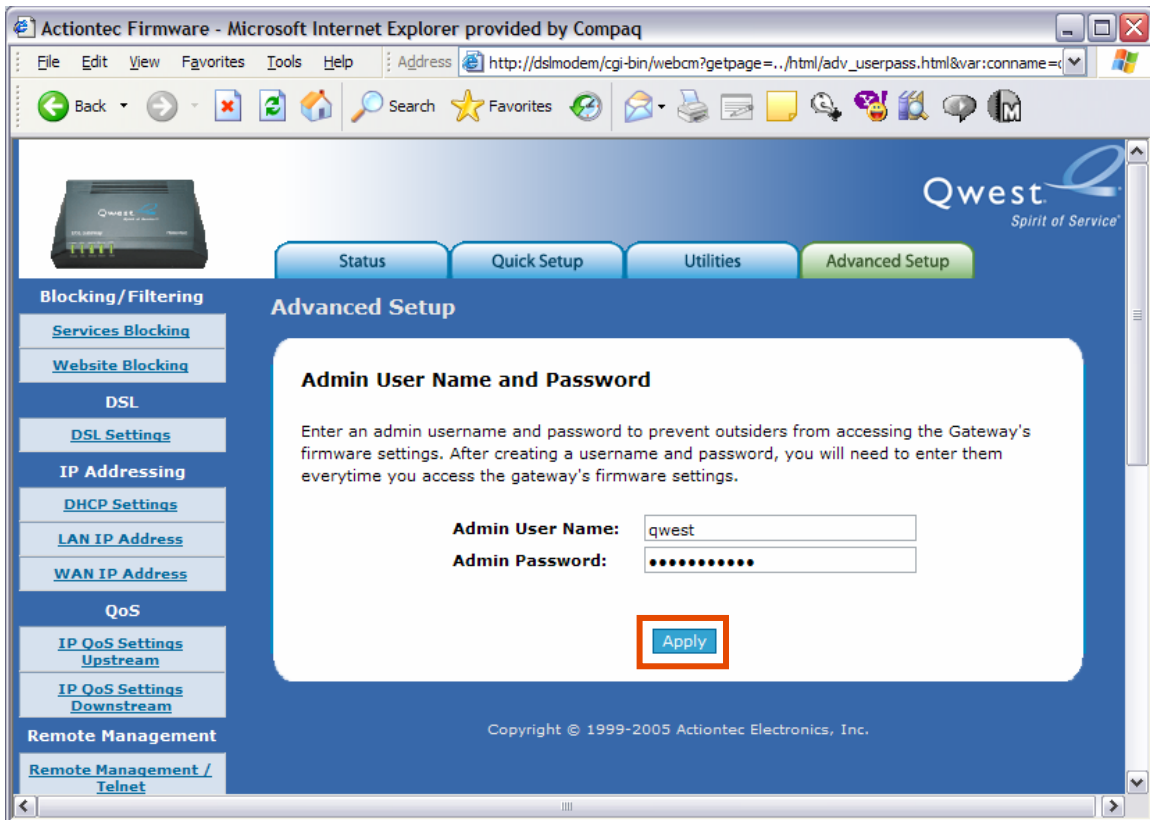 Actiontec Firmware - Microsoft Internet Explorer provided by Compaq
File Edit View Favorites Tools Help Address http://dslmodem/cgi-bin/webcm?getpage=../html/adv_userpass.html&var:conname=
Back Search Favorites
Qwest
Qwest
Spirit of Service
Status Quick Setup Utilities Advanced Setup
Blocking/Filtering
Services Blocking
Website Blocking
DSL
DSL Settings
IP Addressing
DHCP Settings
LAN IP Address
WAN IP Address
QoS
IP QoS Settings
Upstream
IP QoS Settings
Downstream
Remote Management
Remote Management /
Telnet
Advanced Setup
Admin User Name and Password
Enter an admin username and password to prevent outsiders from accessing the Gateway's
firmware settings. After creating a username and password, you will need to enter them
everytime you access the gateway's firmware settings.
Admin User Name: qwest
Admin Password: •••••••••••
Apply
Copyright © 1999-2005 Actiontec Electronics, Inc.